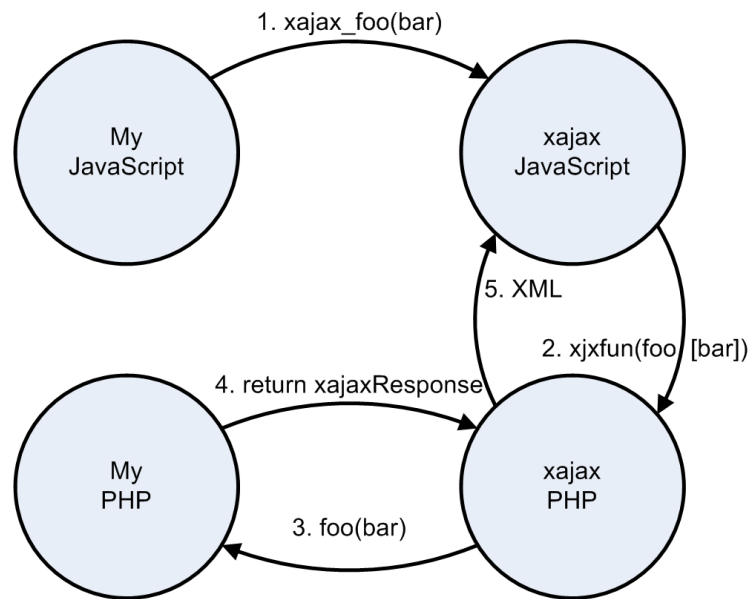 1. xajax_foo(bar)
My
JavaScript
xajax
JavaScript
5. XML
2. xjxfun(foo, [bar])
4. return xajaxResponse
My
PHP
xajax
PHP
3. foo(bar)